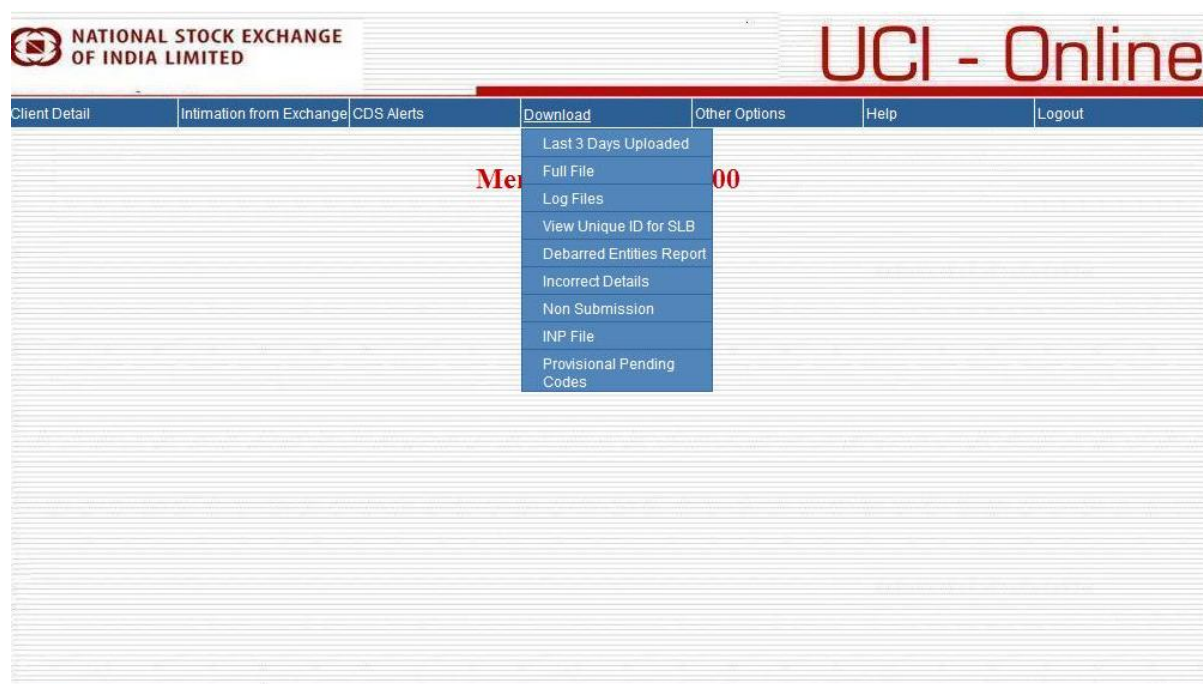 NATIONAL STOCK EXCHANGE
OF INDIA LIMITED
UCI - Online
Client Detail
Intimation from Exchange
CDS Alerts
Download
Other Options
Help
Logout
Last 3 Days Uploaded
Full File
Log Files
View Unique ID for SLB
Debarred Entities Report
Incorrect Details
Non Submission
INP File
Provisional Pending
Codes
00